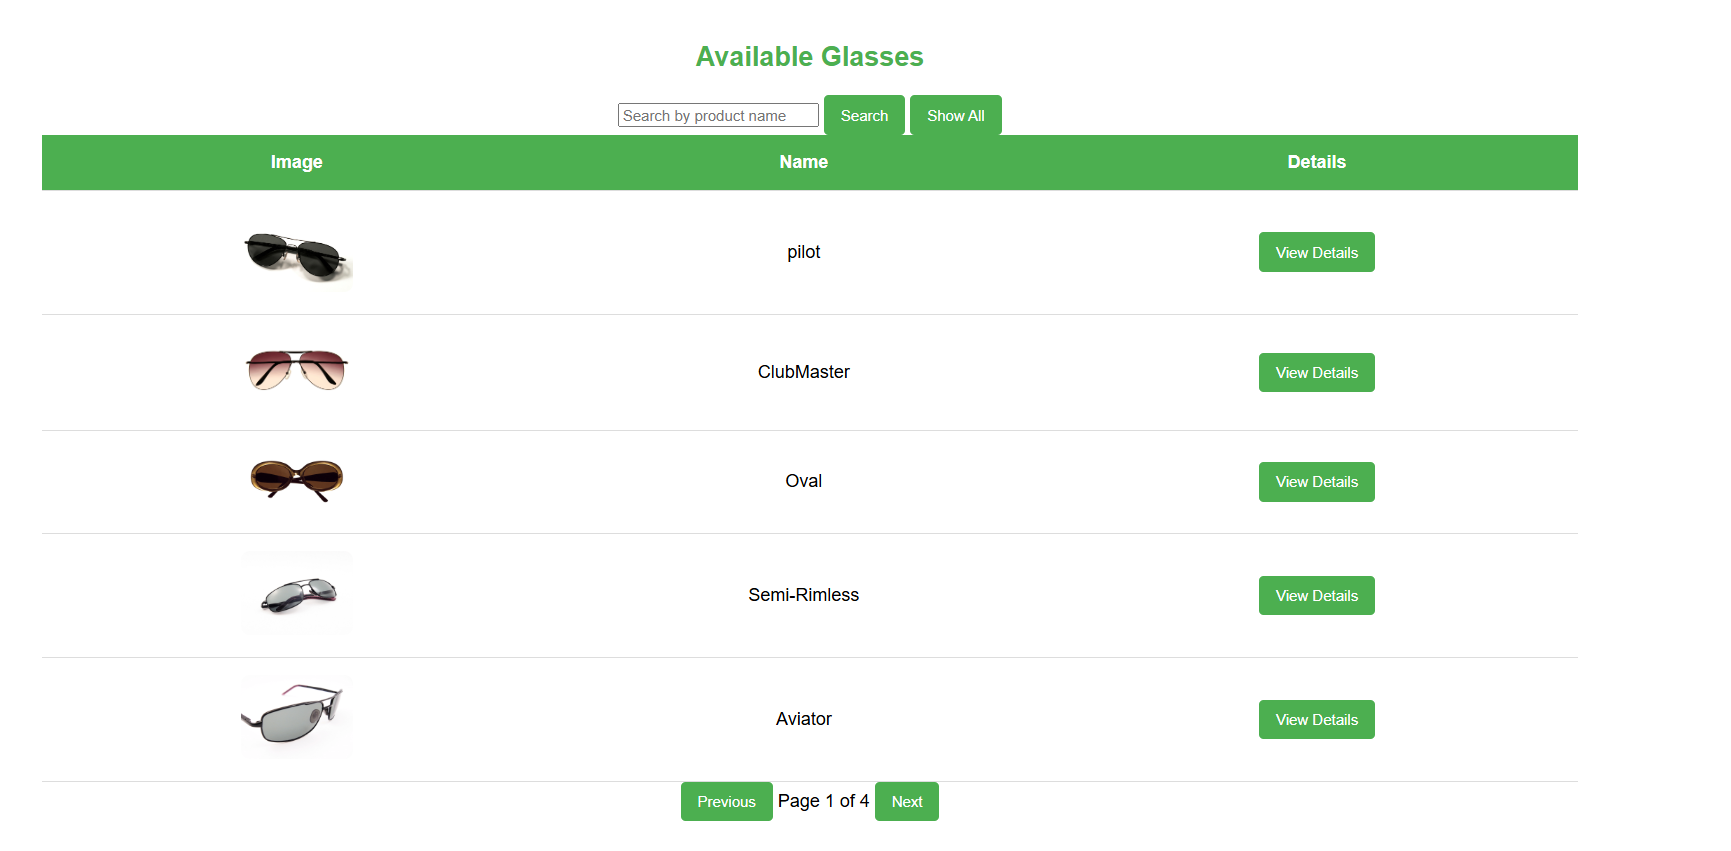 Available Glasses
Search by product name Search Show All
Image Name Details
pilot View Details
ClubMaster View Details
Oval View Details
Semi-Rimless View Details
Aviator View Details
Previous Page 1 of 4 Next